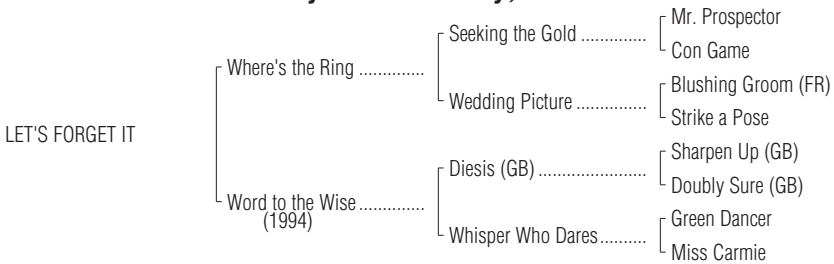 Mr. Prospector
Seeking the Gold ..............
Con Game
Where's the Ring ..............
Blushing Groom (FR)
Wedding Picture ...............
Strike a Pose
LET'S FORGET IT
Sharpen Up (GB)
Diesis (GB) .......................
Doubly Sure (GB)
Word to the Wise ..............
(1994)
Green Dancer
Whisper Who Dares..........
Miss Carmie